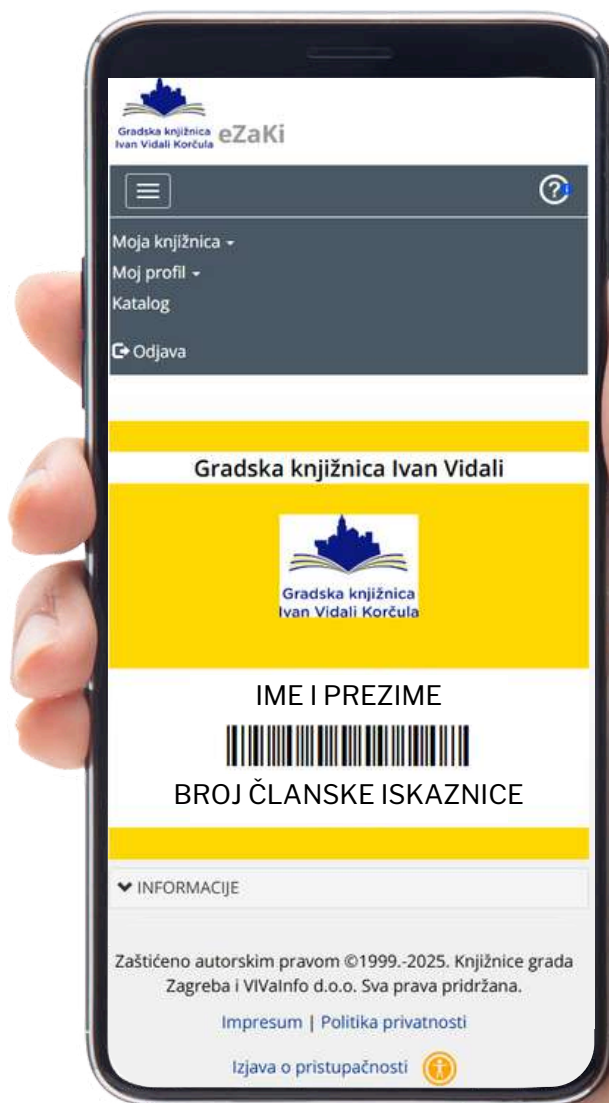 Gradska knjižnica
Ivan Vidali Korčula
eZaKi
Moja knjižnica
Moj profil
Katalog
Odjava
Gradska knjižnica Ivan Vidali
Gradska knjižnica
Ivan Vidali Korčula
IME I PREZIME
BROJ ČLANSKE ISKAZNICE
INFORMACIJE
Zaštićeno autorskim pravom ©1999.-2025. Knjižnice grada
Zagreba i VIVaInfo d.o.o. Sva prava pridržana.
Impresum | Politika privatnosti
Izjava o pristupačnosti